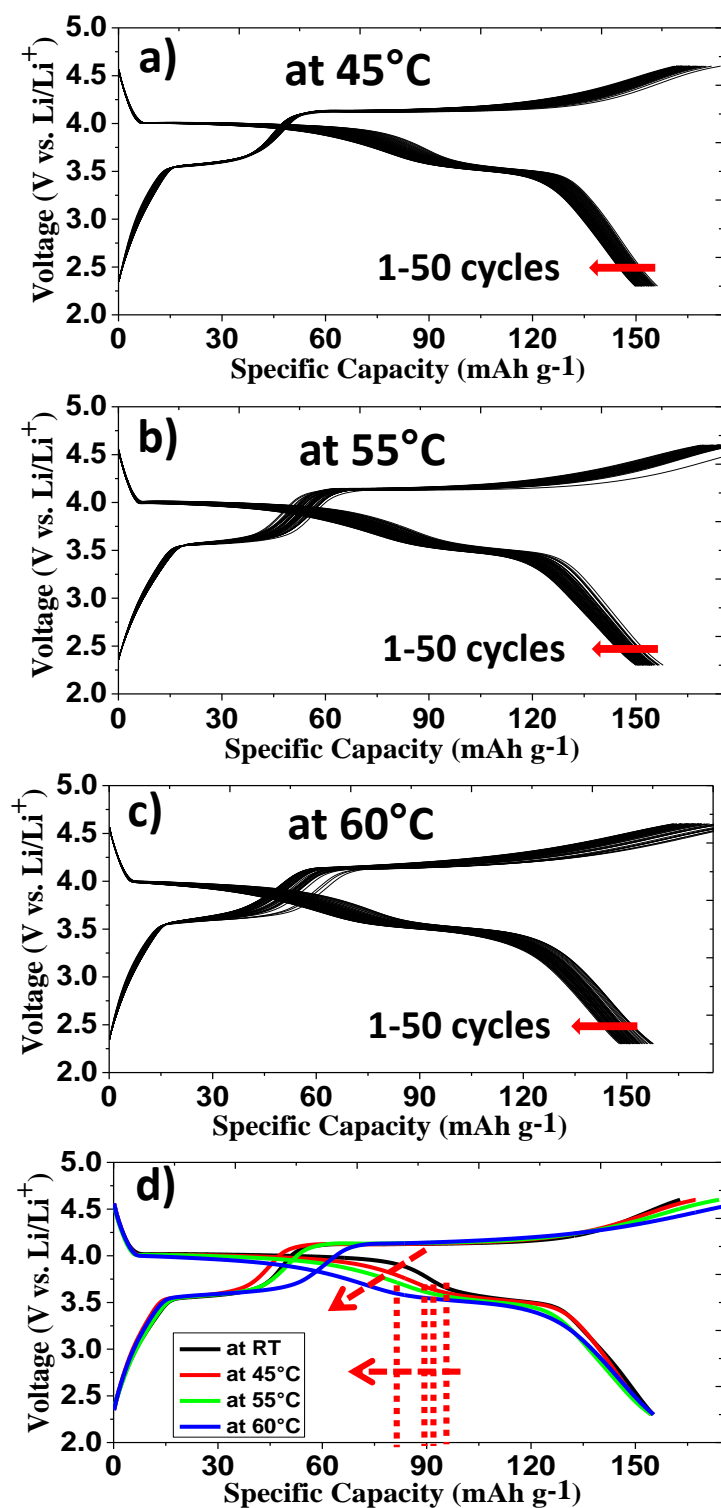 a)
at 45°C
5.0
4.5
4.0
3.5
3.0
2.5
2.0
Voltage (V vs. Li/Li+)
1-50 cycles
0 30 60 90 120 150
Specific Capacity (mAh g-1)
b)
at 55°C
5.0
4.5
4.0
3.5
3.0
2.5
2.0
Voltage (V vs. Li/Li+)
1-50 cycles
0 30 60 90 120 150
Specific Capacity (mAh g-1)
c)
at 60°C
5.0
4.5
4.0
3.5
3.0
2.5
2.0
Voltage (V vs. Li/Li+)
1-50 cycles
0 30 60 90 120 150
Specific Capacity (mAh g-1)
d)
5.0
4.5
4.0
3.5
3.0
2.5
2.0
Voltage (V vs. Li/Li+)
at RT
at 45°C
at 55°C
at 60°C
0 30 60 90 120 150
Specific Capacity (mAh g-1)